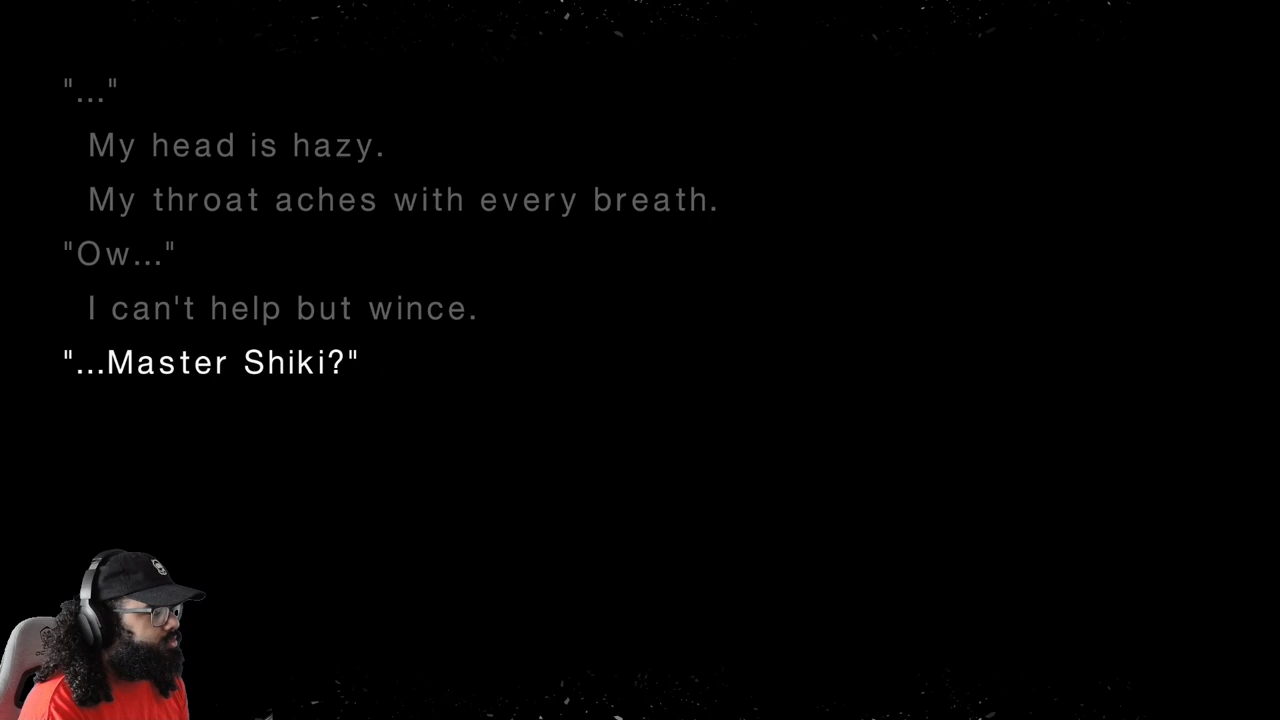 "..."
My head is hazy.
My throat aches with every breath.
"Ow..."
I can't help but wince.
"...Master Shiki?"